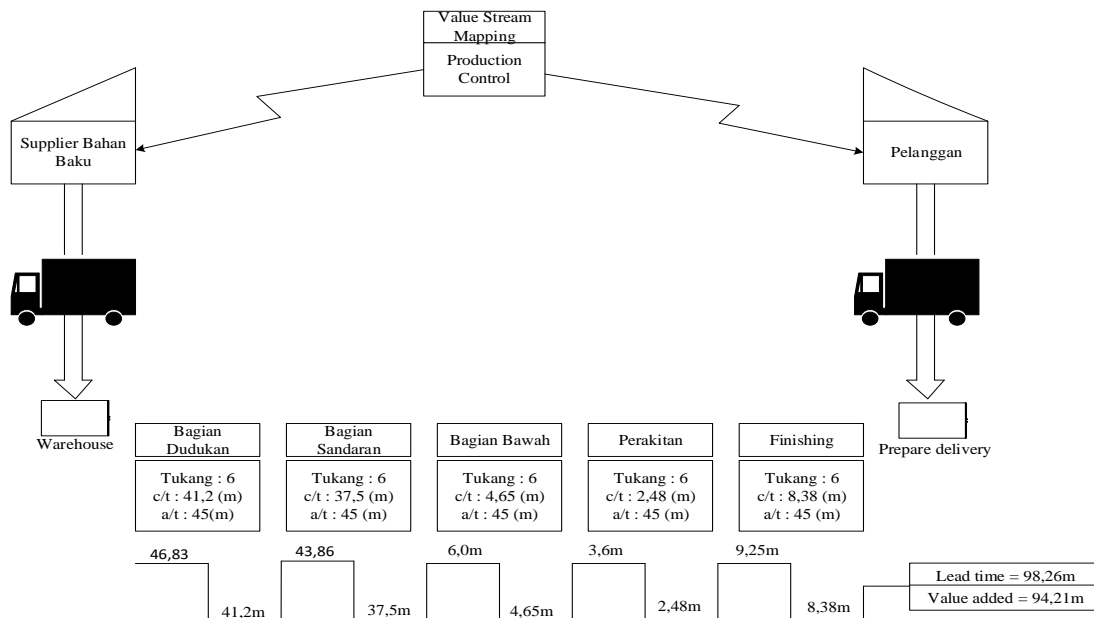 Value Stream
Mapping
Production
Control
Supplier Bahan
Baku
Pelanggan
Warehouse
Prepare delivery
Bagian
Dudukan
Tukang : 6
c/t : 41,2 (m)
a/t : 45(m)
Bagian
Sandaran
Tukang : 6
c/t : 37,5 (m)
a/t : 45 (m)
Bagian Bawah
Tukang : 6
c/t : 4,65 (m)
a/t : 45 (m)
Perakitan
Tukang : 6
c/t : 2,48 (m)
a/t : 45 (m)
Finishing
Tukang : 6
c/t : 8,38 (m)
a/t : 45 (m)
46,83
41,2m
43,86
37,5m
6,0m
4,65m
3,6m
2,48m
9,25m
8,38m
Lead time = 98,26m
Value added = 94,21m